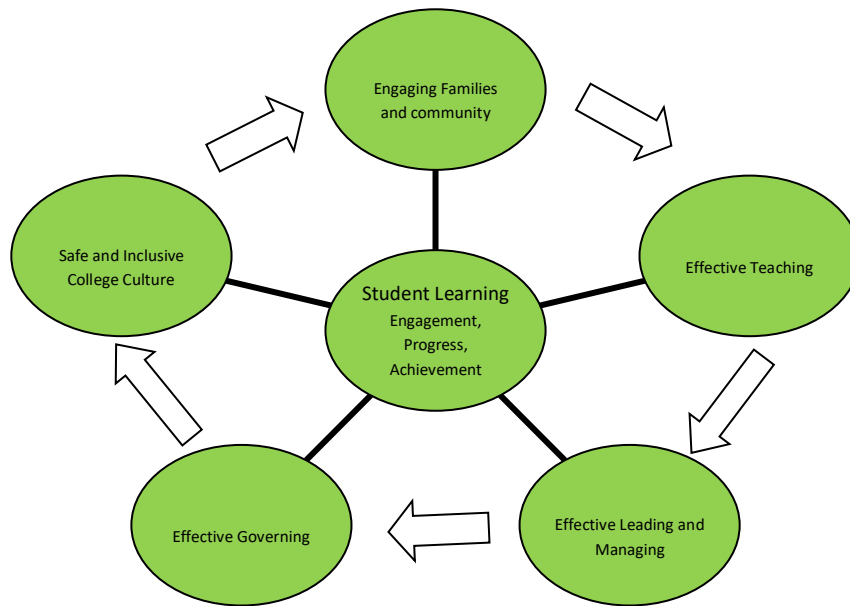 Engaging Families
and community
Safe and Inclusive
College Culture
Effective Teaching
Student Learning
Engagement,
Progress,
Achievement
Effective Governing
Effective Leading and
Managing